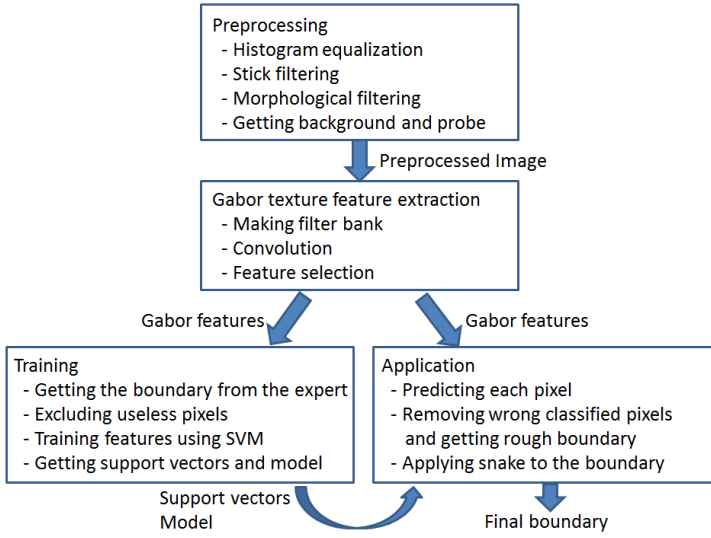 Preprocessing
- Histogram equalization
- Stick filtering
- Morphological filtering
- Getting background and probe
Preprocessed Image
Gabor texture feature extraction
- Making filter bank
- Convolution
- Feature selection
Gabor features
Gabor features
Training
- Getting the boundary from the expert
- Excluding useless pixels
- Training features using SVM
- Getting support vectors and model
Application
- Predicting each pixel
- Removing wrong classified pixels
and getting rough boundary
- Applying snake to the boundary
Support vectors
Model
Final boundary